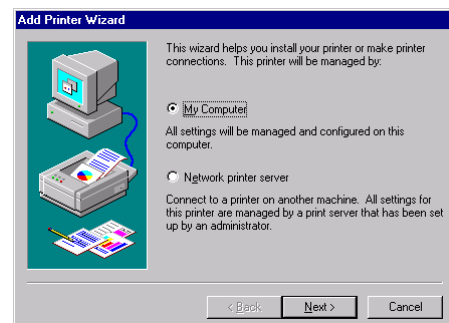 Add Printer Wizard
This wizard helps you install your printer or make printer
connections. This printer will be managed by:
My Computer
All settings will be managed and configured on this
computer.
Network printer server
Connect to a printer on another machine. All settings for
this printer are managed by a print server that has been set
up by an administrator.
< Back
Next >
Cancel